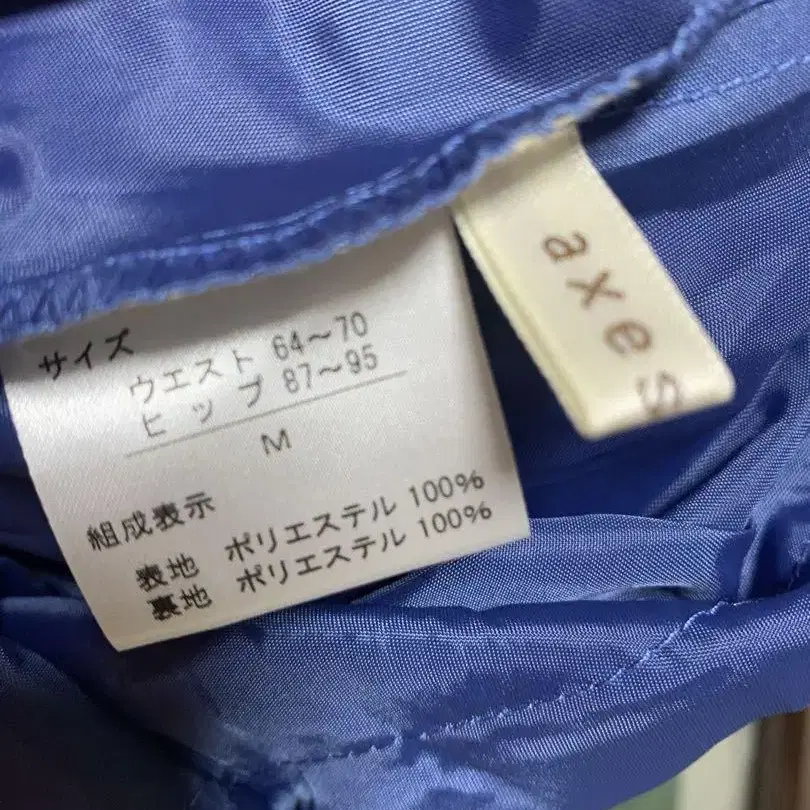 サイズ
ウエスト 64〜70
ヒップ 87〜95
M
組成表示
表地 ポリエステル 100%
裏地 ポリエステル 100%
axes